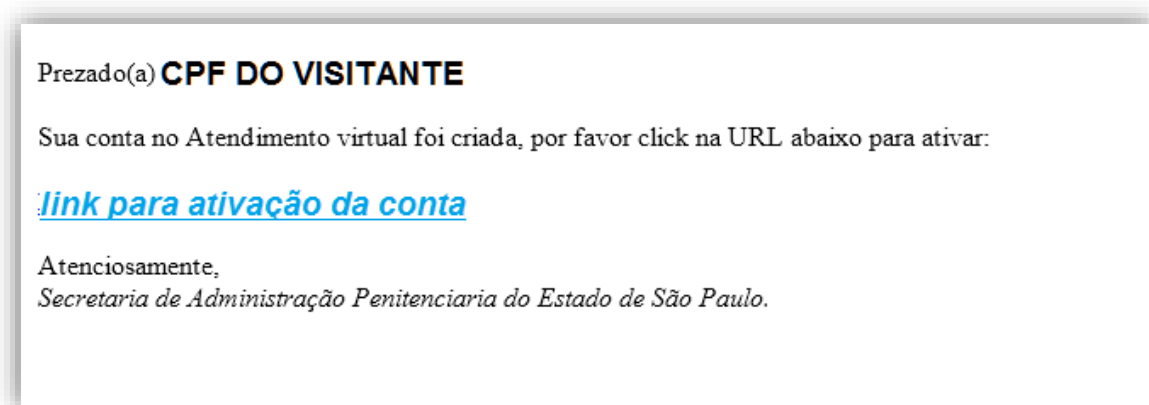 Prezado(a) CPF DO VISITANTE
Sua conta no Atendimento virtual foi criada, por favor click na URL abaixo para ativar:
link para ativação da conta
Atenciosamente,
Secretaria de Administração Penitenciaria do Estado de São Paulo.